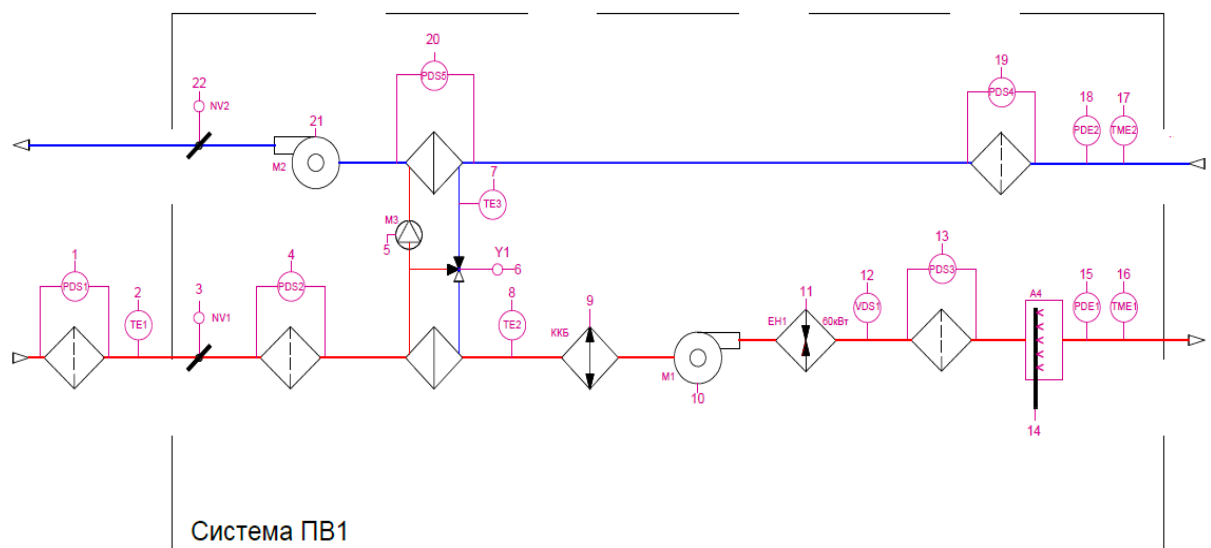 20
PDS5
19
PDS4
22
NV2
21
M2
18
PDE2
17
TME2
7
TE3
M3
5
Y1
6
1
PDS1
2
TE1
3
NV1
4
PDS2
8
TE2
9
ККБ
M1
10
11
EH1
60кВт
12
VDS1
13
PDS3
A4
14
15
PDE1
16
TME1
Система ПВ1